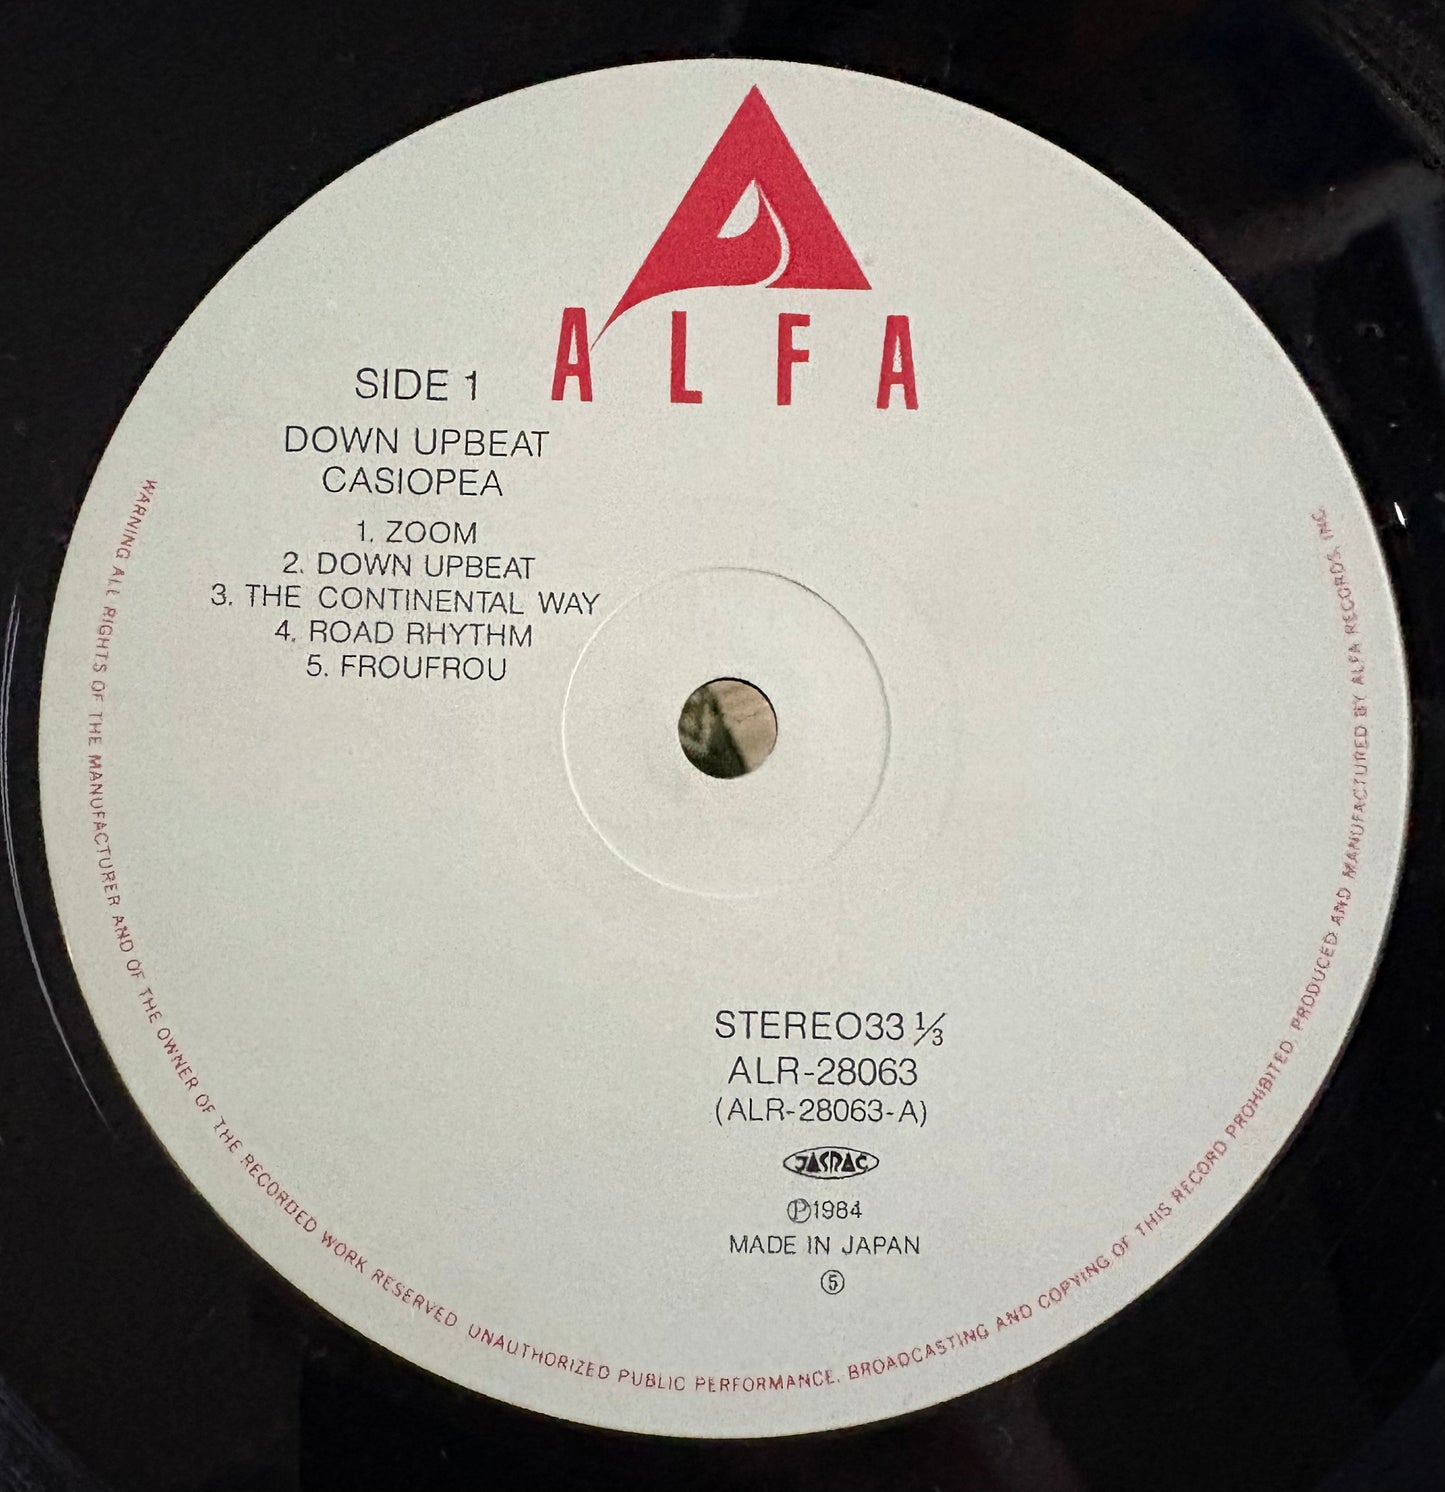 ALFA
SIDE 1
DOWN UPBEAT
CASIOPEA
1. ZOOM
2. DOWN UPBEAT
3. THE CONTINENTAL WAY
4. ROAD RHYTHM
5. FROUFROU
STEREO33 ⅓
ALR-28063
(ALR-28063-A)
JASRAC
Ⓟ1984
MADE IN JAPAN
⑤
WARNING ALL RIGHTS OF THE MANUFACTURER AND OF THE OWNER OF THE RECORDED WORK RESERVED UNAUTHORIZED PUBLIC PERFORMANCE. BROADCASTING AND COPYING OF THIS RECORD PROHIBITED. PRODUCED AND MANUFACTURED BY ALFA RECORDS, INC.